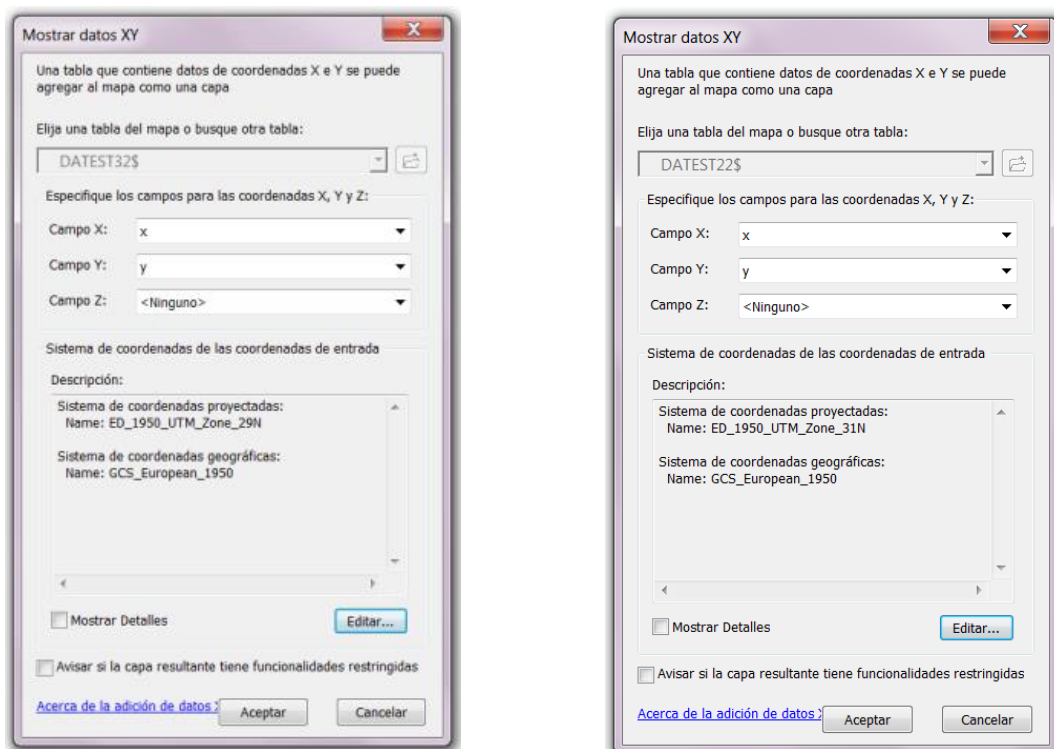 Mostrar datos XY
Una tabla que contiene datos de coordenadas X e Y se puede
agregar al mapa como una capa
Elija una tabla del mapa o busque otra tabla:
DATEST32$
Especifique los campos para las coordenadas X, Y y Z:
Campo X: x
Campo Y: y
Campo Z: <Ninguno>
Sistema de coordenadas de las coordenadas de entrada
Descripción:
Sistema de coordenadas proyectadas:
Name: ED_1950_UTM_Zone_29N
Sistema de coordenadas geográficas:
Name: GCS_European_1950
Mostrar Detalles
Editar...
Avisar si la capa resultante tiene funcionalidades restringidas
Acerca de la adición de datos
Aceptar
Cancelar
Mostrar datos XY
Una tabla que contiene datos de coordenadas X e Y se puede
agregar al mapa como una capa
Elija una tabla del mapa o busque otra tabla:
DATEST22$
Especifique los campos para las coordenadas X, Y y Z:
Campo X: x
Campo Y: y
Campo Z: <Ninguno>
Sistema de coordenadas de las coordenadas de entrada
Descripción:
Sistema de coordenadas proyectadas:
Name: ED_1950_UTM_Zone_31N
Sistema de coordenadas geográficas:
Name: GCS_European_1950
Mostrar Detalles
Editar...
Avisar si la capa resultante tiene funcionalidades restringidas
Acerca de la adición de datos
Aceptar
Cancelar